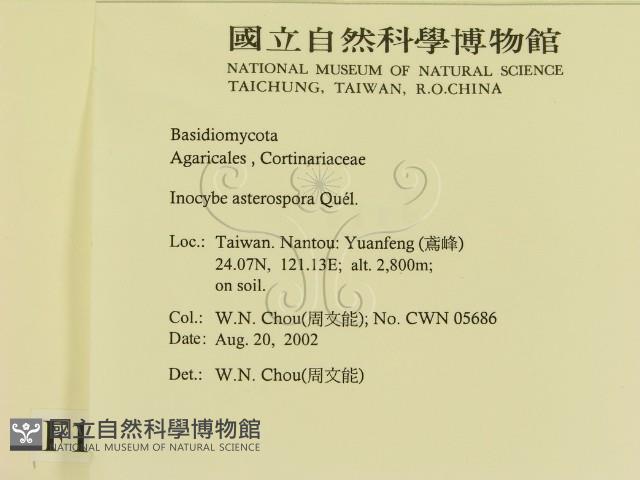 國立自然科學博物館
NATIONAL MUSEUM OF NATURAL SCIENCE
TAICHUNG, TAIWAN, R.O.CHINA
Basidiomycota
Agaricales , Cortinariaceae
Inocybe asterospora Quél.
Loc.: Taiwan. Nantou: Yuanfeng (鳶峰)
24.07N, 121.13E; alt. 2,800m;
on soil.
Col.: W.N. Chou(周文能); No. CWN 05686
Date: Aug. 20, 2002
Det.: W.N. Chou(周文能)
國立自然科學博物館
NATIONAL MUSEUM OF NATURAL SCIENCE